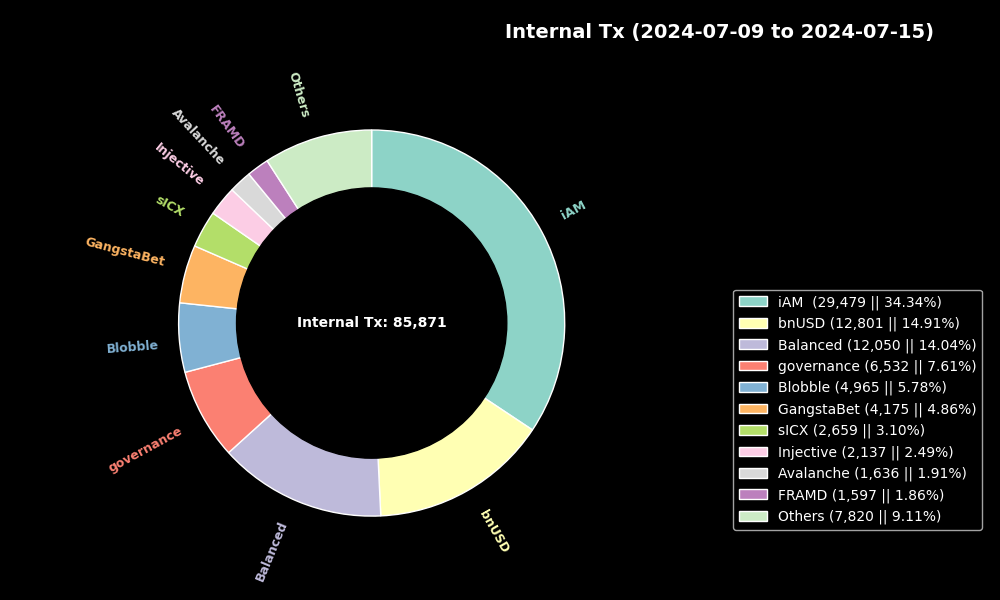 Internal Tx (2024-07-09 to 2024-07-15)
Others
FRAMD
Avalanche
Injective
sICX
GangstaBet
Blobble
governance
Balanced
bnUSD
iAM
Internal Tx: 85,871
iAM  (29,479 || 34.34%)
bnUSD (12,801 || 14.91%)
Balanced (12,050 || 14.04%)
governance (6,532 || 7.61%)
Blobble (4,965 || 5.78%)
GangstaBet (4,175 || 4.86%)
sICX (2,659 || 3.10%)
Injective (2,137 || 2.49%)
Avalanche (1,636 || 1.91%)
FRAMD (1,597 || 1.86%)
Others (7,820 || 9.11%)